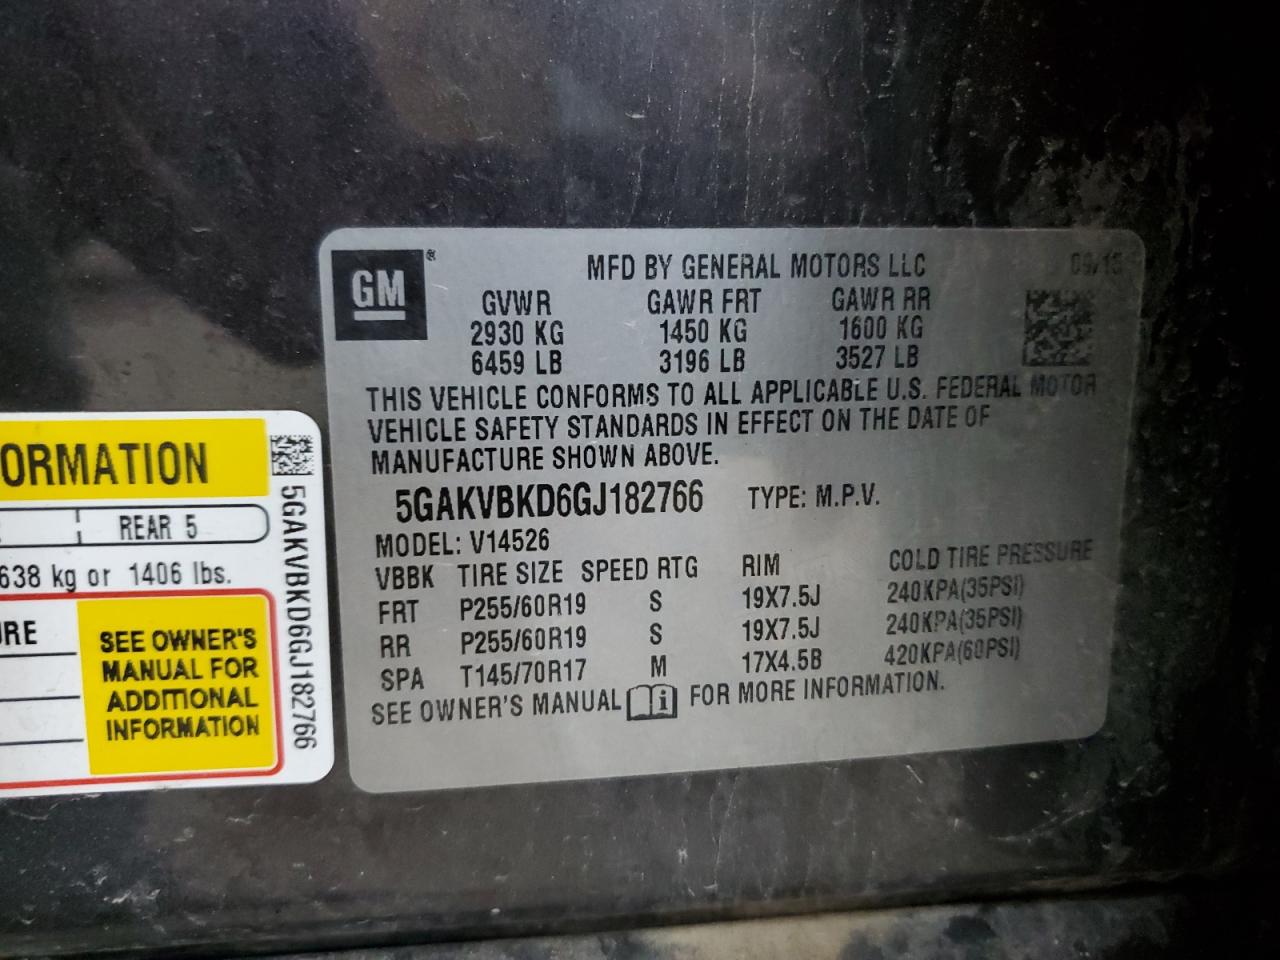 GM ®
MFD BY GENERAL MOTORS LLC 09/15
GVWR GAWR FRT GAWR RR
2930 KG 1450 KG 1600 KG
6459 LB 3196 LB 3527 LB
THIS VEHICLE CONFORMS TO ALL APPLICABLE U.S. FEDERAL MOTOR
VEHICLE SAFETY STANDARDS IN EFFECT ON THE DATE OF
MANUFACTURE SHOWN ABOVE.
5GAKVBKD6GJ182766 TYPE: M.P.V.
MODEL: V14526
VBBK TIRE SIZE SPEED RTG RIM COLD TIRE PRESSURE
FRT P255/60R19 S 19X7.5J 240KPA(35PSI)
RR P255/60R19 S 19X7.5J 240KPA(35PSI)
SPA T145/70R17 M 17X4.5B 420KPA(60PSI)
SEE OWNER'S MANUAL i FOR MORE INFORMATION.
ORMATION
REAR 5
638 kg or 1406 lbs.
RE
SEE OWNER'S
MANUAL FOR
ADDITIONAL
INFORMATION
5GAKVBKD6GJ182766